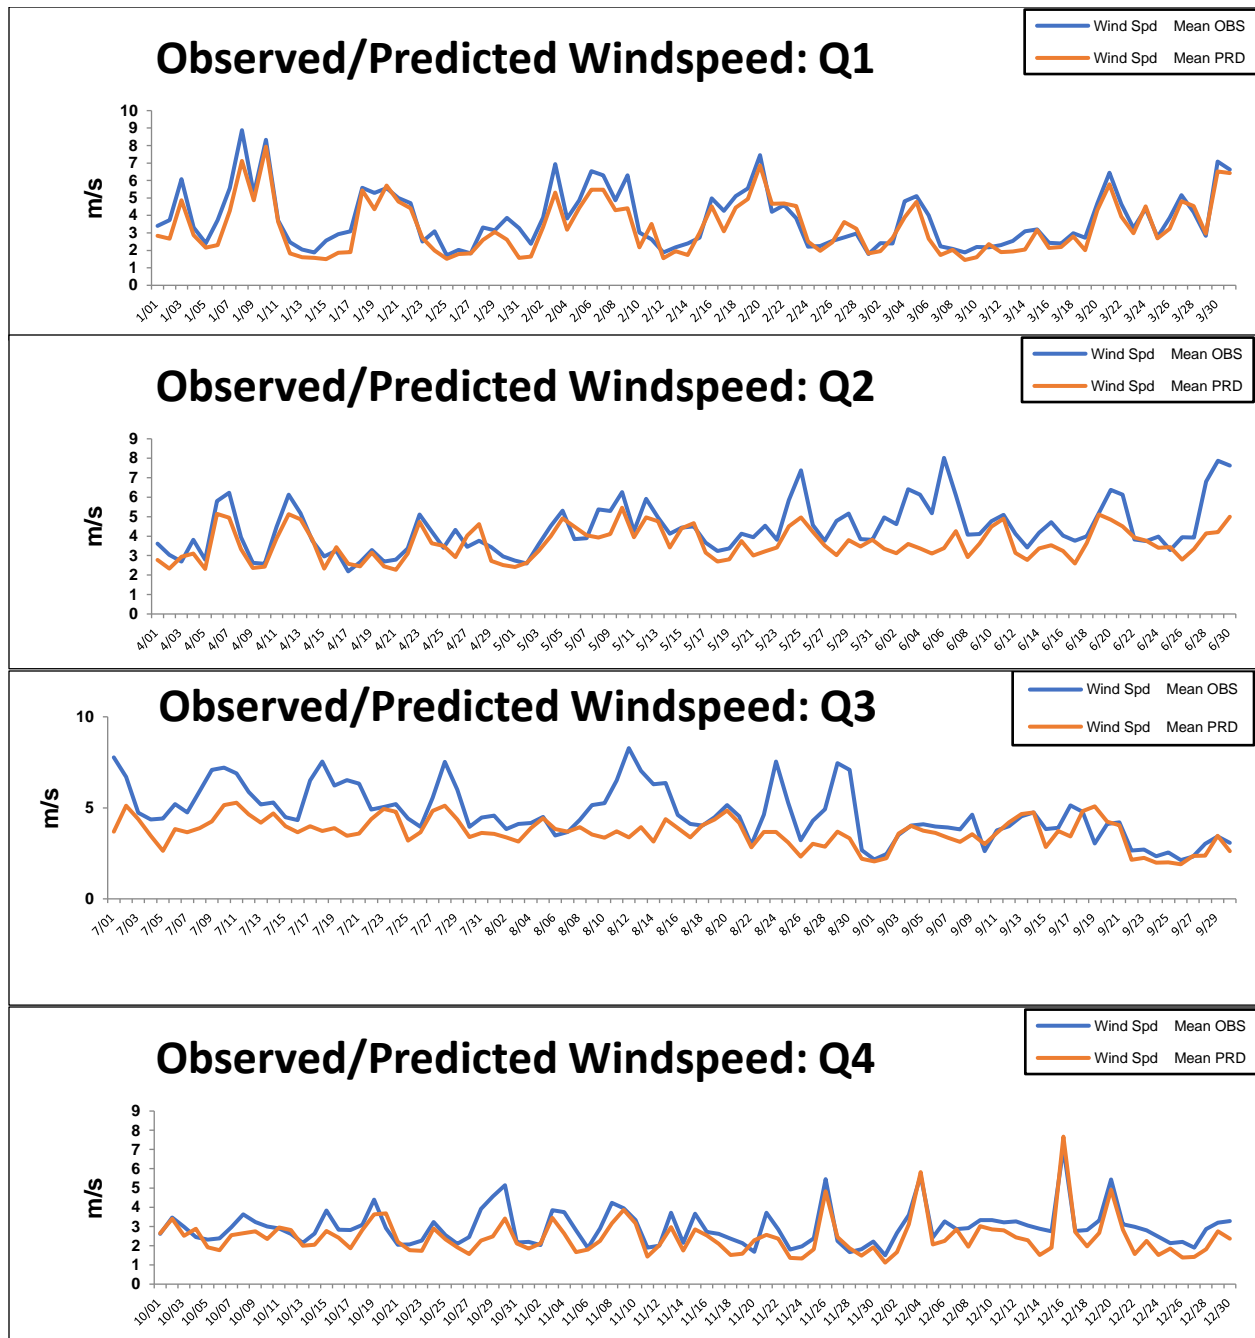 Observed/Predicted Windspeed: Q1
Wind Spd Mean OBS
Wind Spd Mean PRD
m/s
10
9
8
7
6
5
4
3
2
1
0
1/01 1/03 1/05 1/07 1/09 1/11 1/13 1/15 1/17 1/19 1/21 1/23 1/25 1/27 1/29 1/31 2/02 2/04 2/06 2/08 2/10 2/12 2/14 2/16 2/18 2/20 2/22 2/24 2/26 2/28 3/02 3/04 3/06 3/08 3/10 3/12 3/14 3/16 3/18 3/20 3/22 3/24 3/26 3/28 3/30
Observed/Predicted Windspeed: Q2
Wind Spd Mean OBS
Wind Spd Mean PRD
m/s
9
8
7
6
5
4
3
2
1
0
4/01 4/03 4/05 4/07 4/09 4/11 4/13 4/15 4/17 4/19 4/21 4/23 4/25 4/27 4/29 5/01 5/03 5/05 5/07 5/09 5/11 5/13 5/15 5/17 5/19 5/21 5/23 5/25 5/27 5/29 5/31 6/02 6/04 6/06 6/08 6/10 6/12 6/14 6/16 6/18 6/20 6/22 6/24 6/26 6/28 6/30
Observed/Predicted Windspeed: Q3
Wind Spd Mean OBS
Wind Spd Mean PRD
m/s
10
5
0
7/01 7/03 7/05 7/07 7/09 7/11 7/13 7/15 7/17 7/19 7/21 7/23 7/25 7/27 7/29 7/31 8/02 8/04 8/06 8/08 8/10 8/12 8/14 8/16 8/18 8/20 8/22 8/24 8/26 8/28 8/30 9/01 9/03 9/05 9/07 9/09 9/11 9/13 9/15 9/17 9/19 9/21 9/23 9/25 9/27 9/29
Observed/Predicted Windspeed: Q4
Wind Spd Mean OBS
Wind Spd Mean PRD
m/s
9
8
7
6
5
4
3
2
1
0
10/01 10/03 10/05 10/07 10/09 10/11 10/13 10/15 10/17 10/19 10/21 10/23 10/25 10/27 10/29 10/31 11/02 11/04 11/06 11/08 11/10 11/12 11/14 11/16 11/18 11/20 11/22 11/24 11/26 11/28 11/30 12/02 12/04 12/06 12/08 12/10 12/12 12/14 12/16 12/18 12/20 12/22 12/24 12/26 12/28 12/30